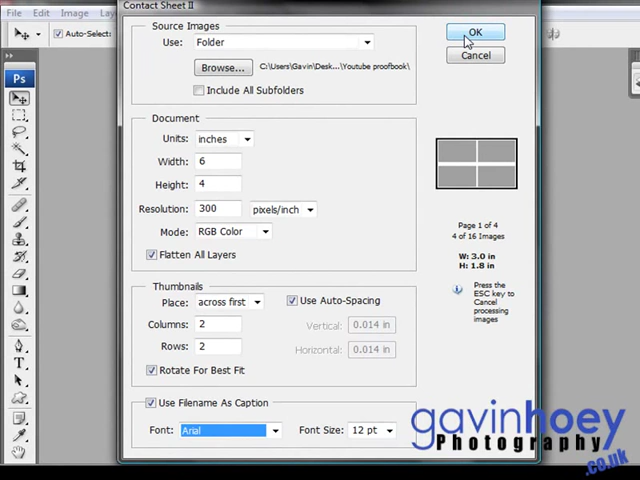 Contact Sheet II
File Edit Image
Auto-Select:
Ps
Source Images
Use: Folder
Browse... C:\Users\Gavin\Desk...\Youtube proofbook\
Include All Subfolders
OK
Cancel
Document
Units: inches
Width: 6
Height: 4
Resolution: 300 pixels/inch
Mode: RGB Color
Flatten All Layers
Page 1 of 4
4 of 16 Images
W: 3.0 in
H: 1.8 in
Press the
ESC key to
Cancel
processing
images
Thumbnails
Place: across first
Use Auto-Spacing
Columns: 2
Vertical: 0.014 in
Rows: 2
Horizontal: 0.014 in
Rotate For Best Fit
Use Filename As Caption
Font: Arial
Font Size: 12 pt
T
gavinhoey
Photography
.co.uk